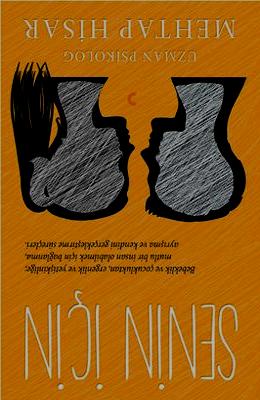 SENİN İÇİN
Bebeklik ve çocukluktan, ergenlik ve yetişkinliğe;
mutlu bir insan olabilmek için bağlanma,
ayrışma ve kendini gerçekleştirme süreçleri.
UZMAN PSİKOLOG
MEHTAP HİSAR